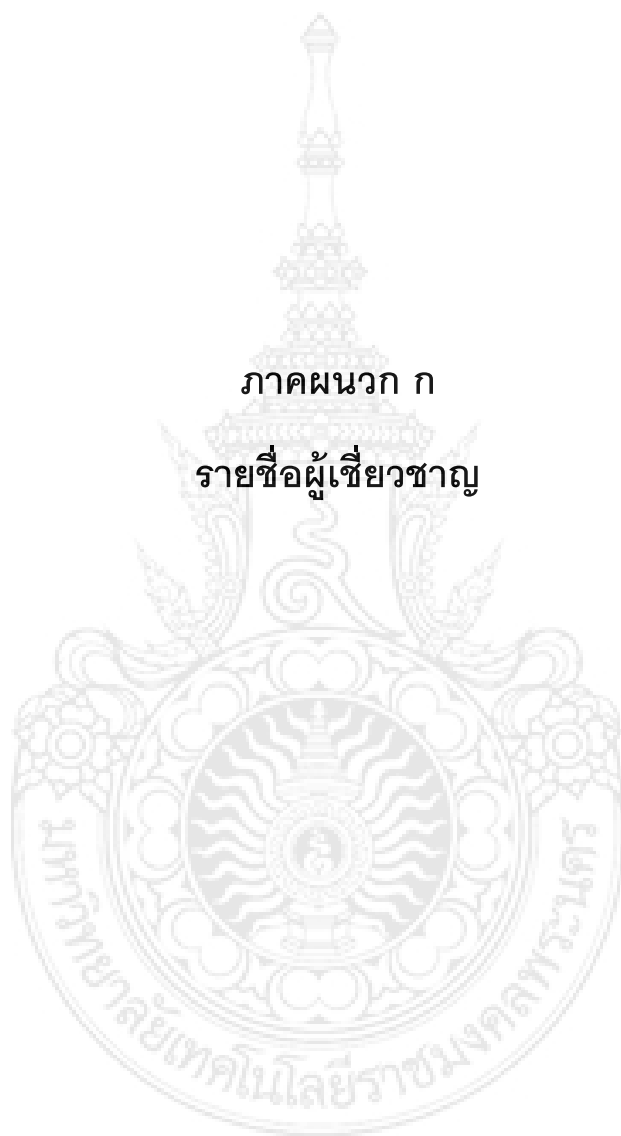 ภาคผนวก ก
รายชื่อผู้เชี่ยวชาญ
มหาวิทยาลัยเทคโนโลยีราชมงคลพระนคร